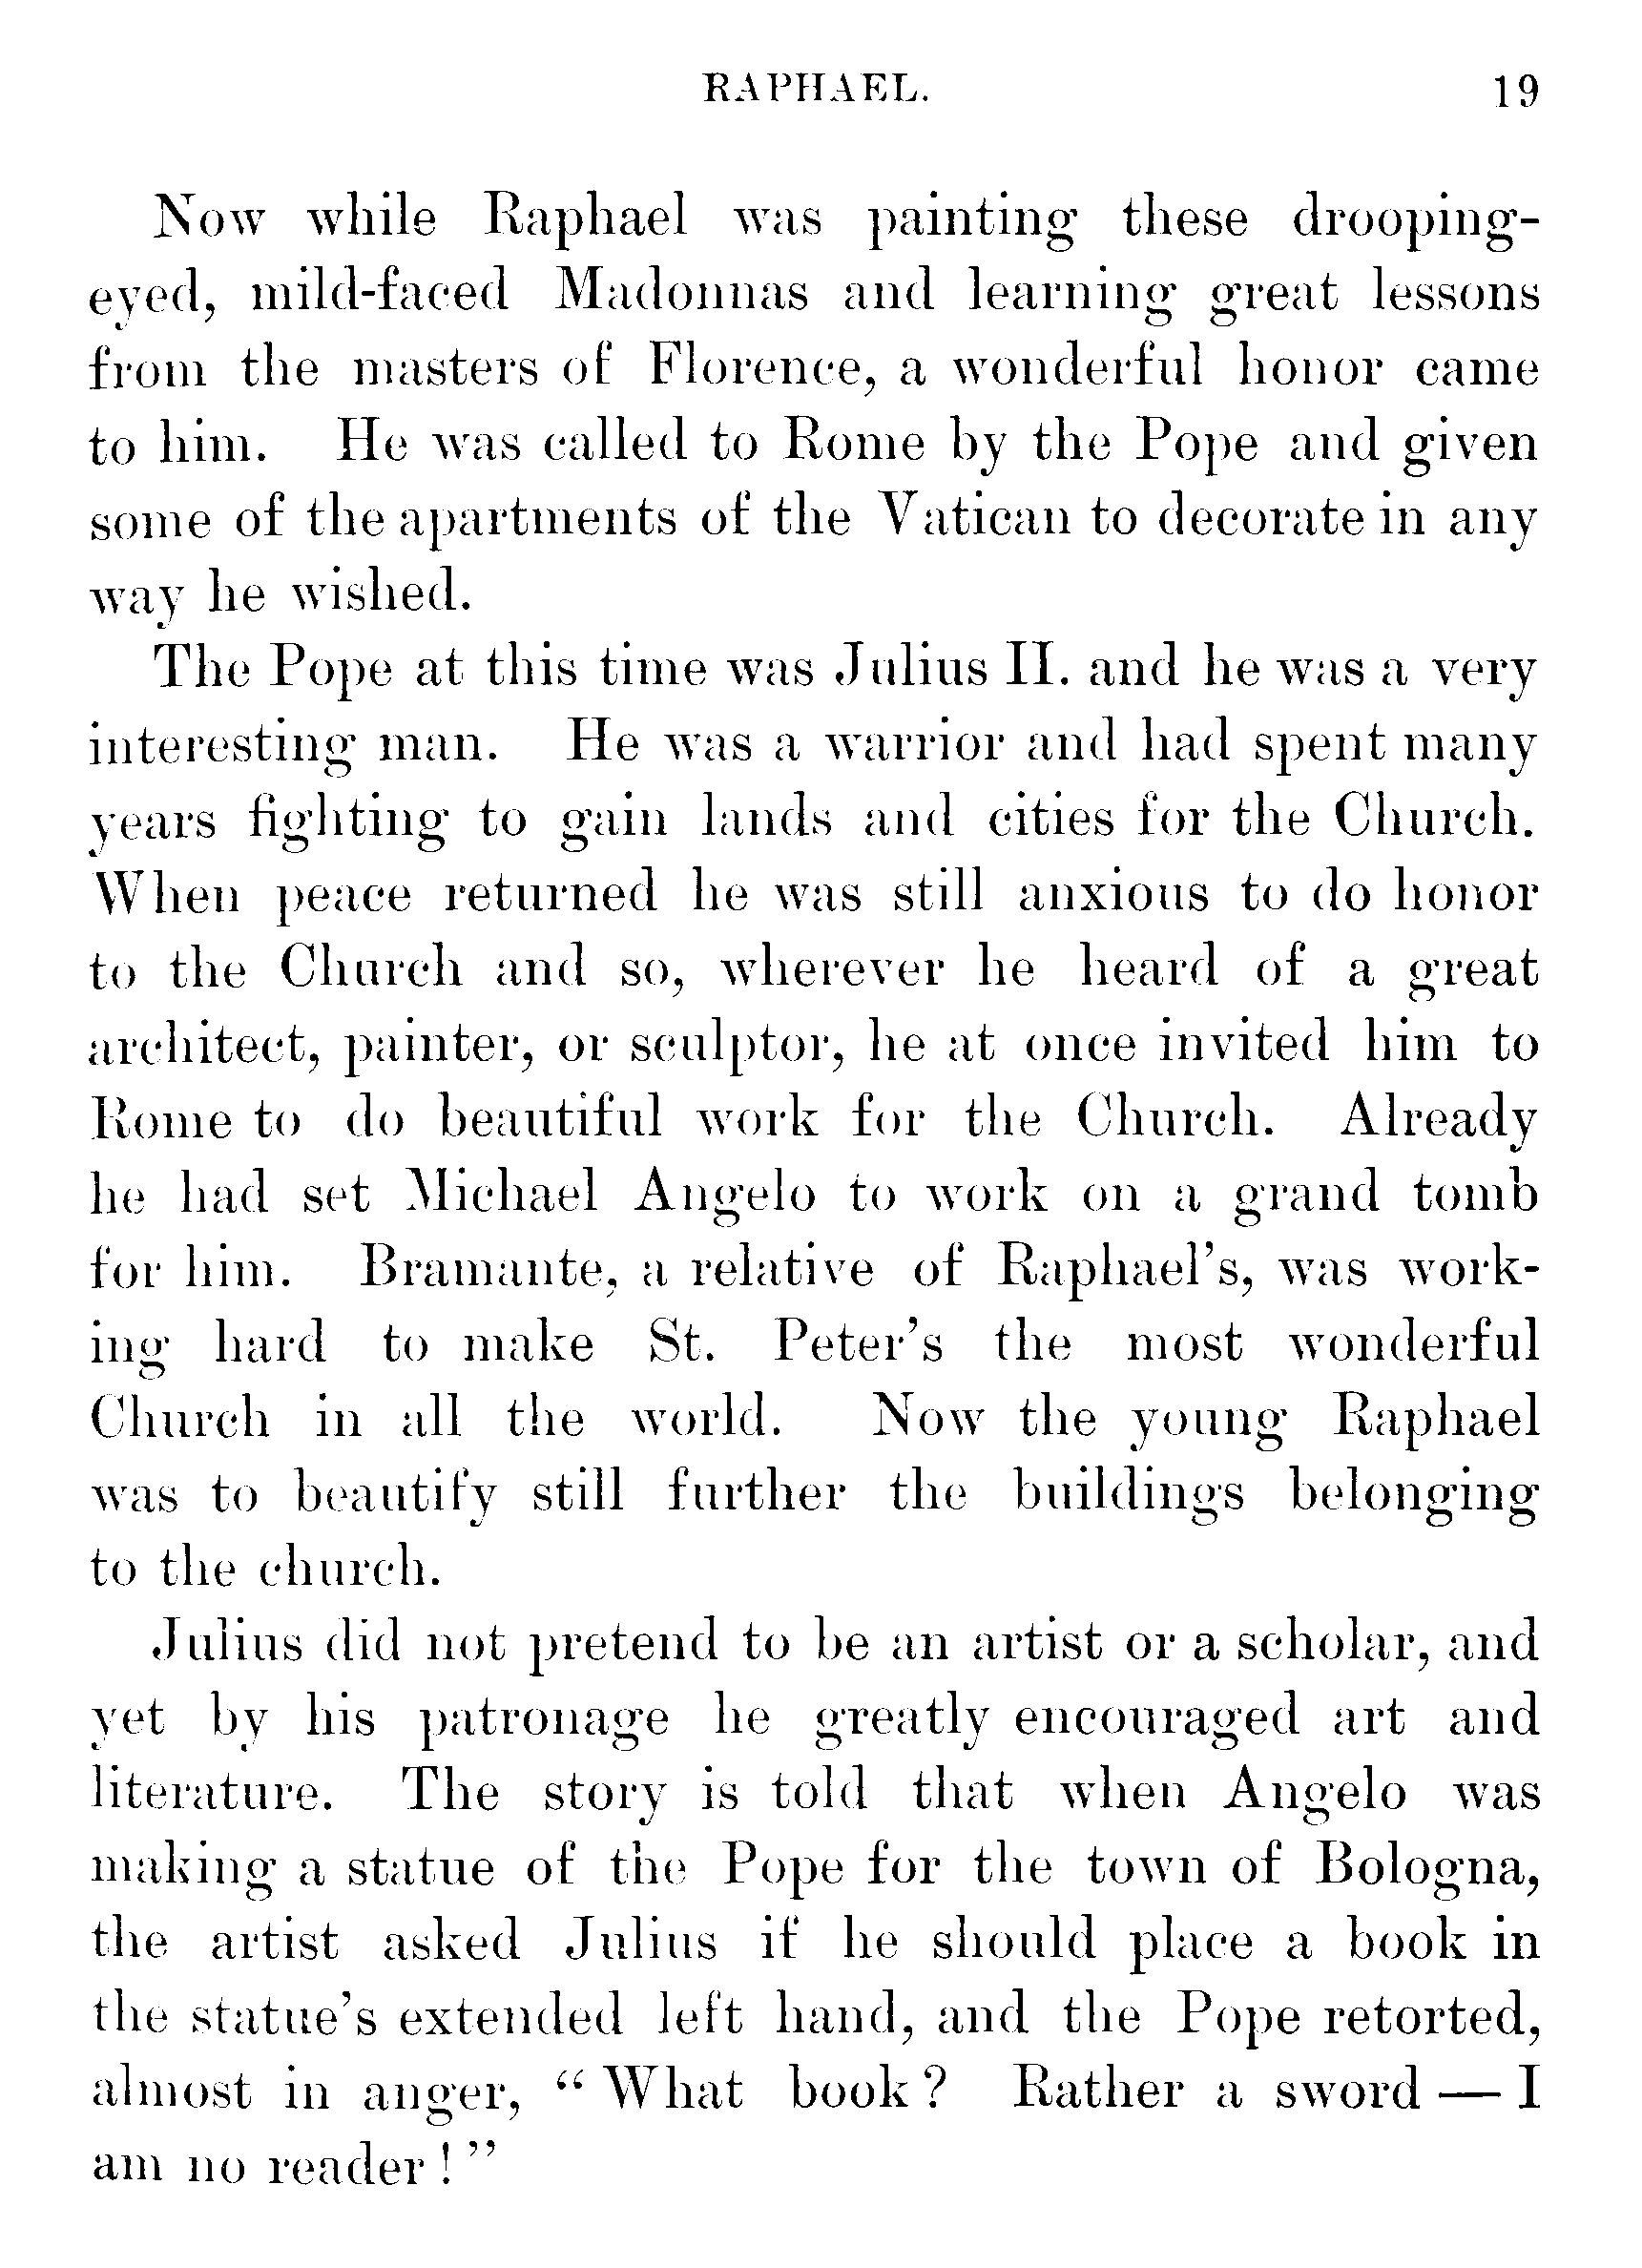 RAPHAEL. 19
Now while Raphael was painting these drooping-
eyed, mild-faced Madonnas and learning great lessons
from the masters of Florence, a wonderful honor came
to him. He was called to Rome by the Pope and given
some of the apartments of the Vatican to decorate in any
way he wished.
The Pope at this time was Julius II. and he was a very
interesting man. He was a warrior and had spent many
years fighting to gain lands and cities for the Church.
When peace returned he was still anxious to do honor
to the Church and so, wherever he heard of a great
architect, painter, or sculptor, he at once invited him to
Rome to do beautiful work for the Church. Already
he had set Michael Angelo to work on a grand tomb
for him. Bramante, a relative of Raphael's, was work-
ing hard to make St. Peter's the most wonderful
Church in all the world. Now the young Raphael
was to beautify still further the buildings belonging
to the church.
Julius did not pretend to be an artist or a scholar, and
yet by his patronage he greatly encouraged art and
literature. The story is told that when Angelo was
making a statue of the Pope for the town of Bologna,
the artist asked Julius if he should place a book in
the statue's extended left hand, and the Pope retorted,
almost in anger, “What book? Rather a sword — I
am no reader!”